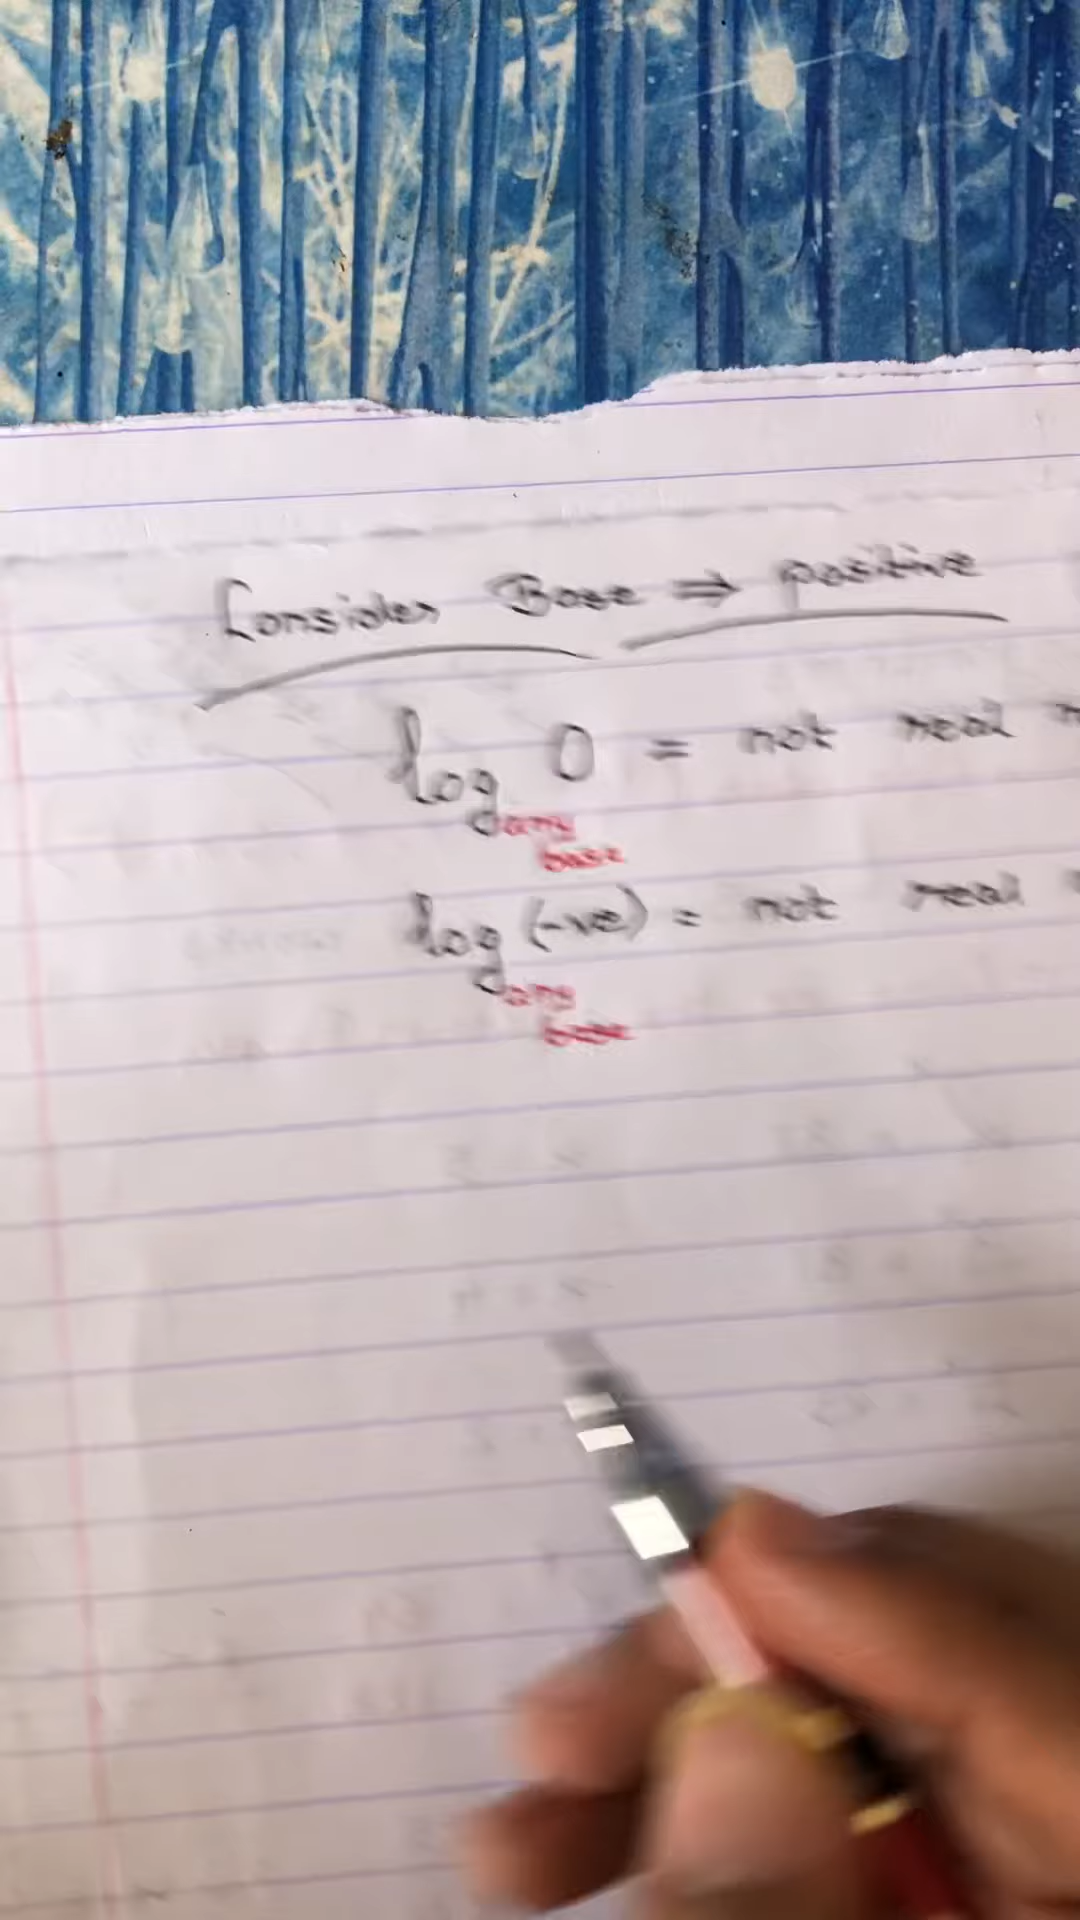 Consider Base ⇒ positive
log 0 = not real
any
base
log (-ve) = not real
any
base